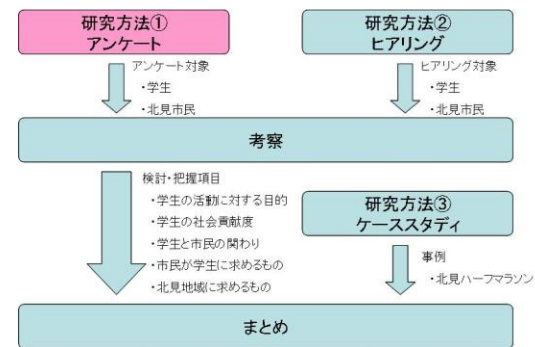 研究方法①
アンケート
研究方法②
ヒアリング
アンケート対象
・学生
・北見市民
ヒアリング対象
・学生
・北見市民
考察
検討・把握項目
・学生の活動に対する目的
・学生の社会貢献度
・学生と市民の関わり
・市民が学生に求めるもの
・北見地域に求めるもの
研究方法③
ケーススタディ
事例
・北見ハーフマラソン
まとめ